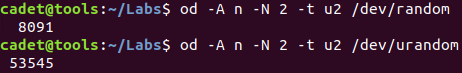 cadet@tools:~/Labs$ od -A n -N 2 -t u2 /dev/random
  8091
cadet@tools:~/Labs$ od -A n -N 2 -t u2 /dev/urandom
 53545